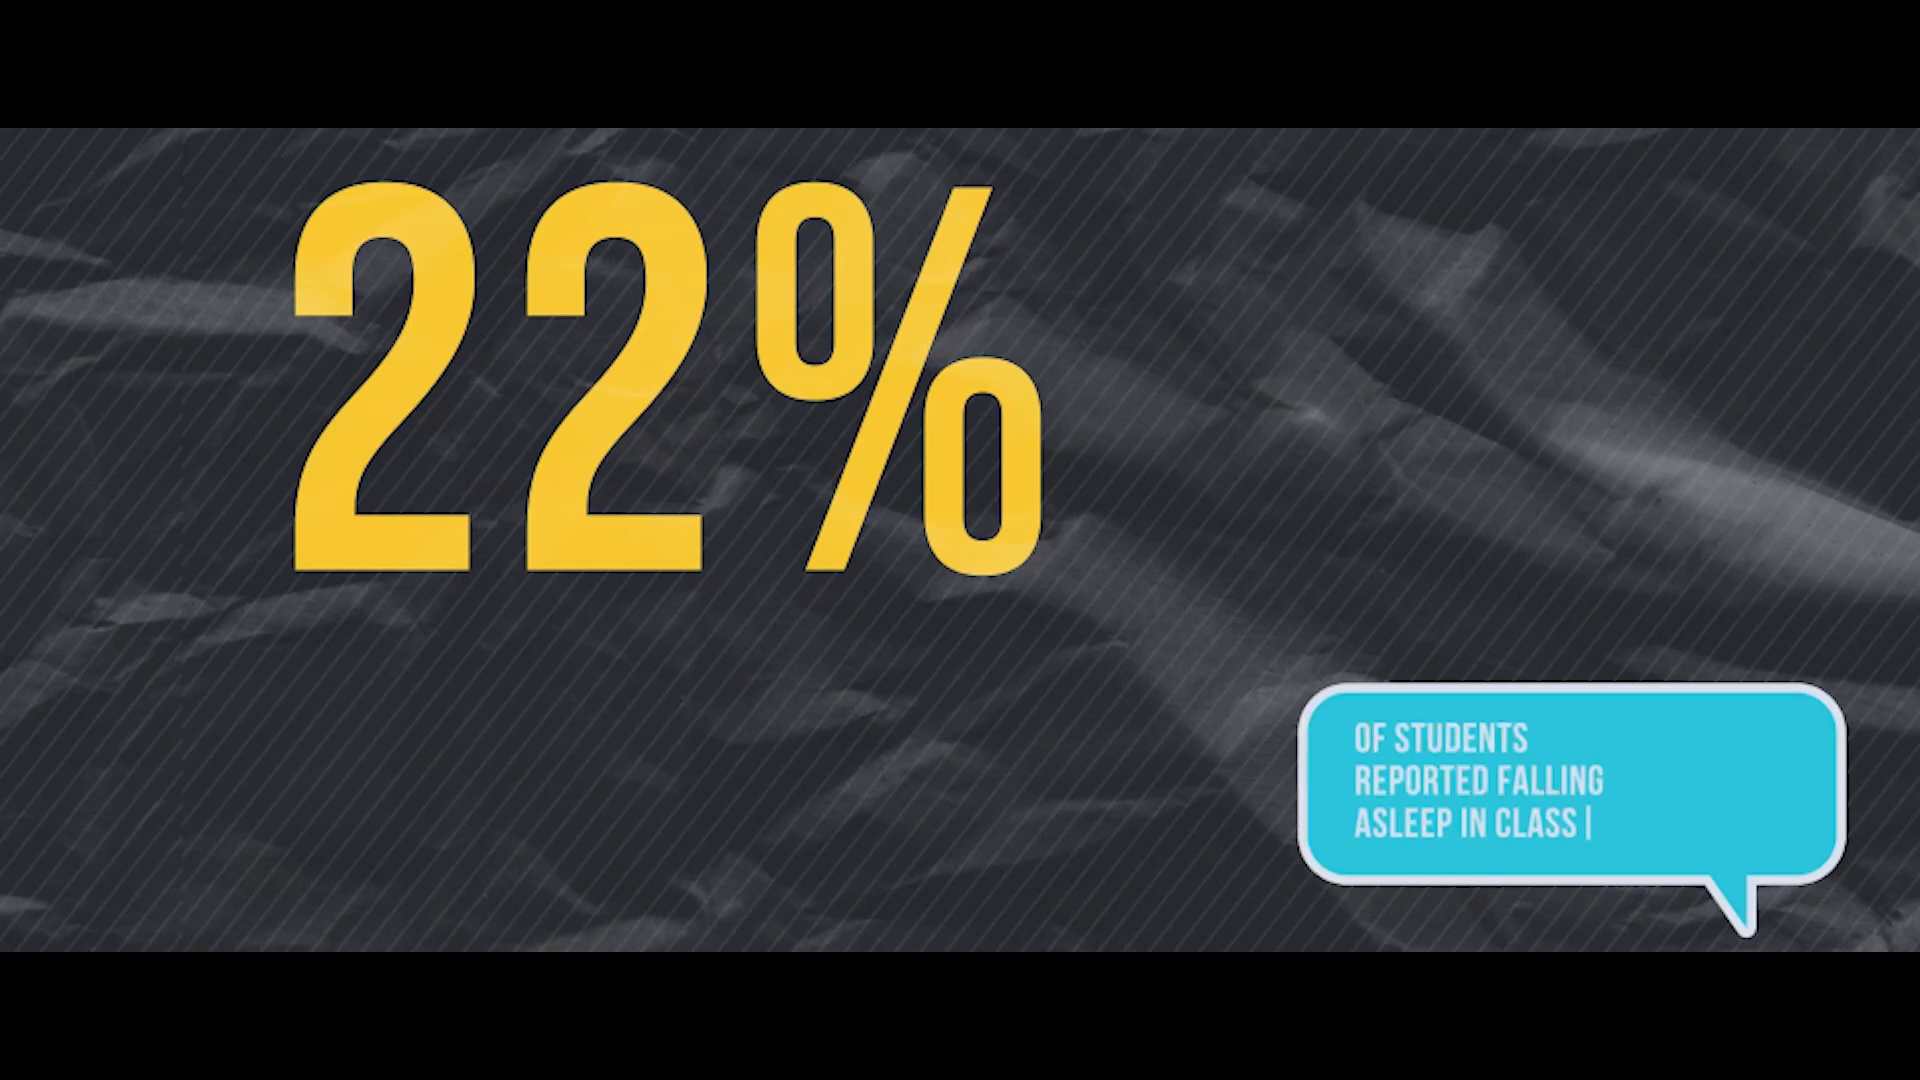 22%
OF STUDENTS
REPORTED FALLING
ASLEEP IN CLASS|